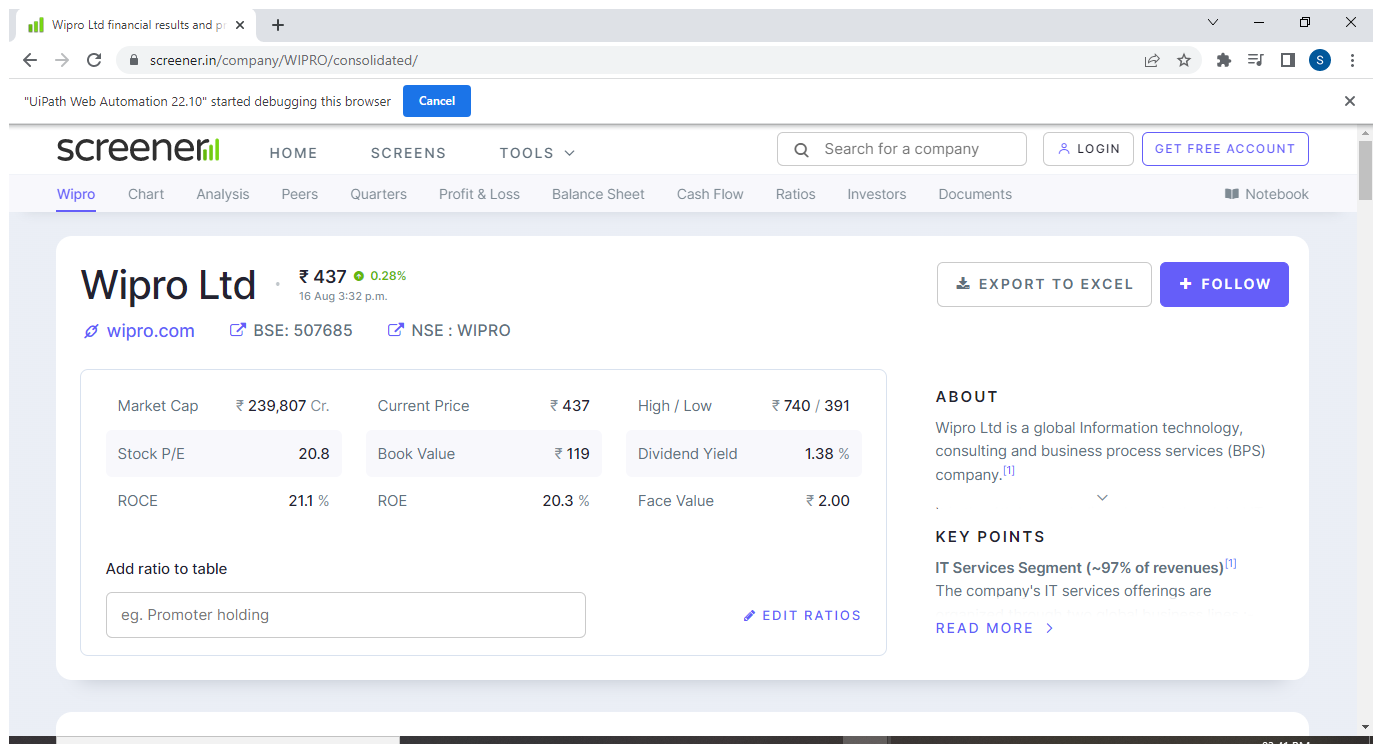 Wipro Ltd financial results and pr
screener.in/company/WIPRO/consolidated/
S
"UiPath Web Automation 22.10" started debugging this browser Cancel
screener HOME SCREENS TOOLS Search for a company LOGIN GET FREE ACCOUNT
Wipro Chart Analysis Peers Quarters Profit & Loss Balance Sheet Cash Flow Ratios Investors Documents Notebook
Wipro Ltd · ₹ 437 0.28%
16 Aug 3:32 p.m.
EXPORT TO EXCEL + FOLLOW
wipro.com BSE: 507685 NSE : WIPRO
Market Cap ₹ 239,807 Cr. Current Price ₹ 437 High / Low ₹ 740 / 391
Stock P/E 20.8 Book Value ₹ 119 Dividend Yield 1.38 %
ROCE 21.1 % ROE 20.3 % Face Value ₹ 2.00
Add ratio to table
eg. Promoter holding EDIT RATIOS
ABOUT
Wipro Ltd is a global Information technology,
consulting and business process services (BPS)
company.[1]
.
KEY POINTS
IT Services Segment (~97% of revenues)[1]
The company's IT services offerings are
READ MORE